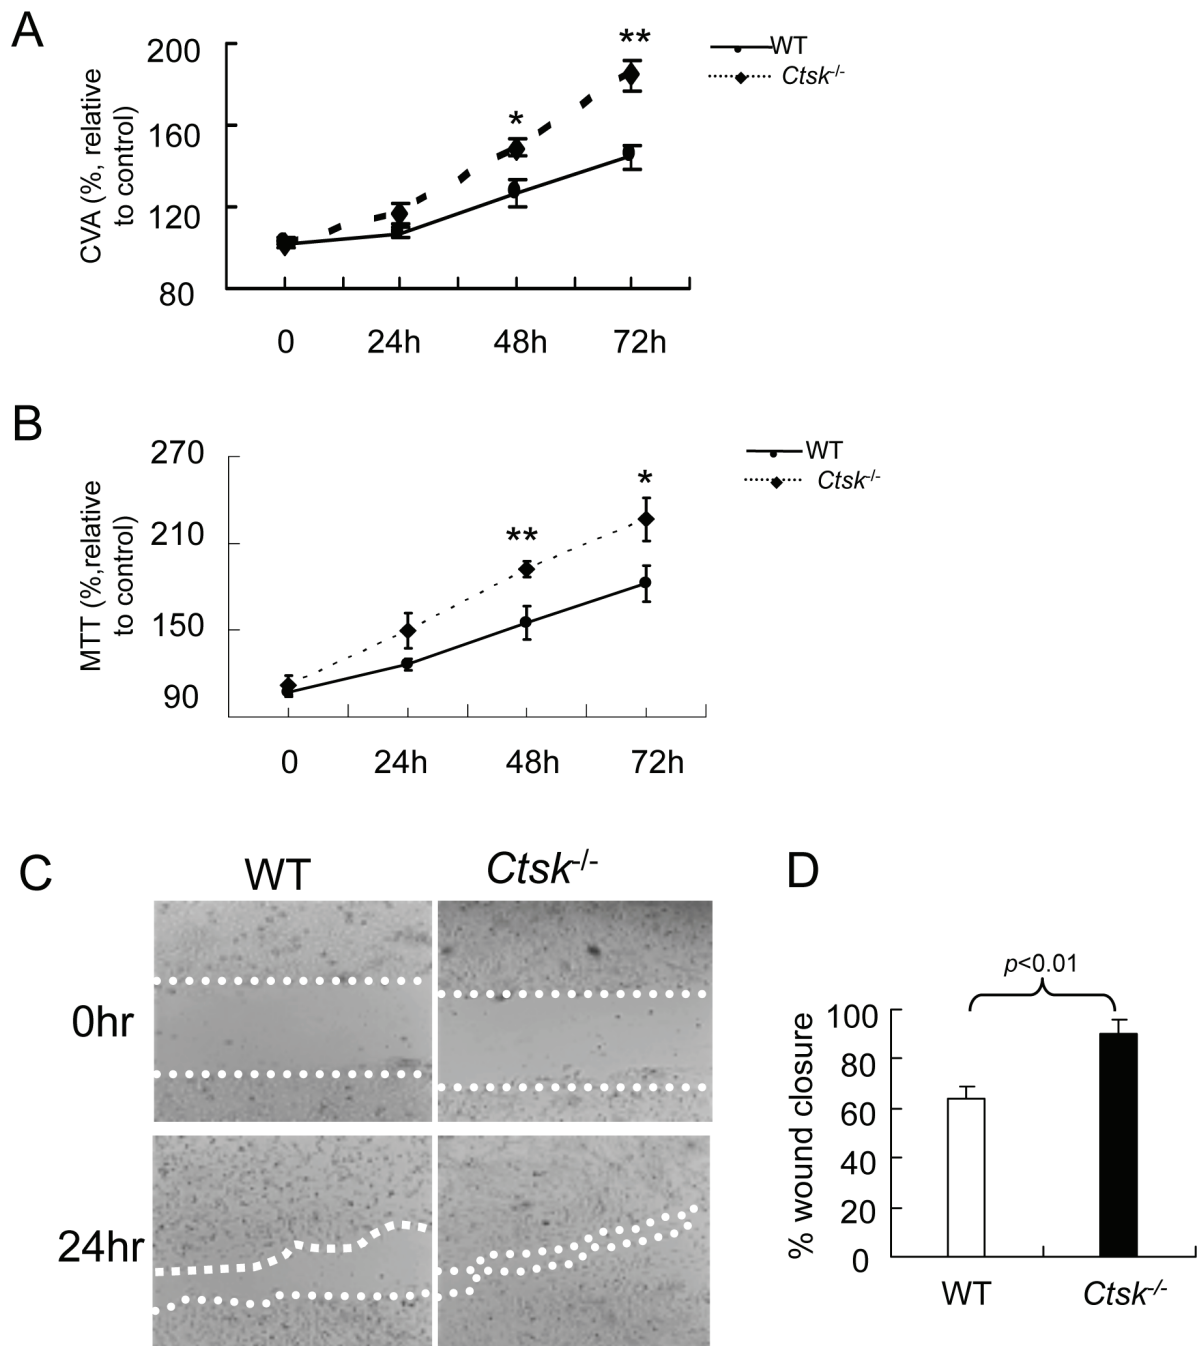 A
CVA (%, relative
to control)
200
160
120
80
0 24h 48h 72h
* **
WT
Ctsk-/-
B
MTT (%,relative
to control)
270
210
150
90
0 24h 48h 72h
** *
WT
Ctsk-/-
C
WT Ctsk-/-
0hr
24hr
D
% wound closure
100
80
60
40
20
0
p<0.01
WT Ctsk-/-